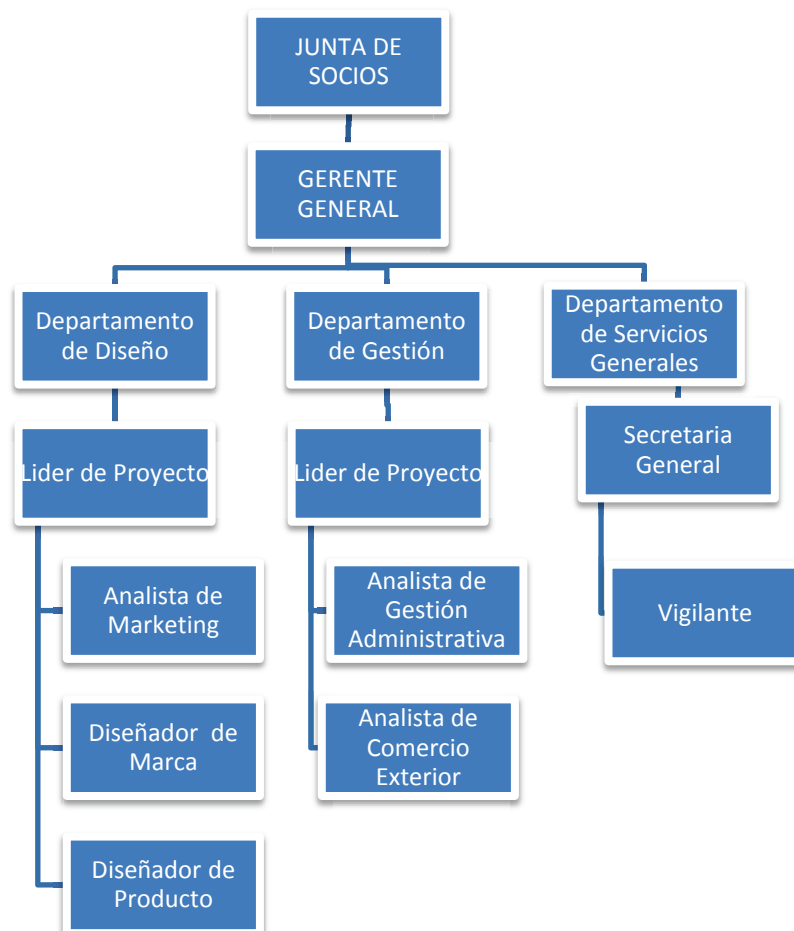 JUNTA DE
SOCIOS
GERENTE
GENERAL
Departamento
de Diseño
Departamento
de Gestión
Departamento
de Servicios
Generales
Lider de Proyecto
Lider de Proyecto
Secretaria
General
Analista de
Marketing
Analista de
Gestión
Administrativa
Vigilante
Diseñador de
Marca
Analista de
Comercio
Exterior
Diseñador de
Producto